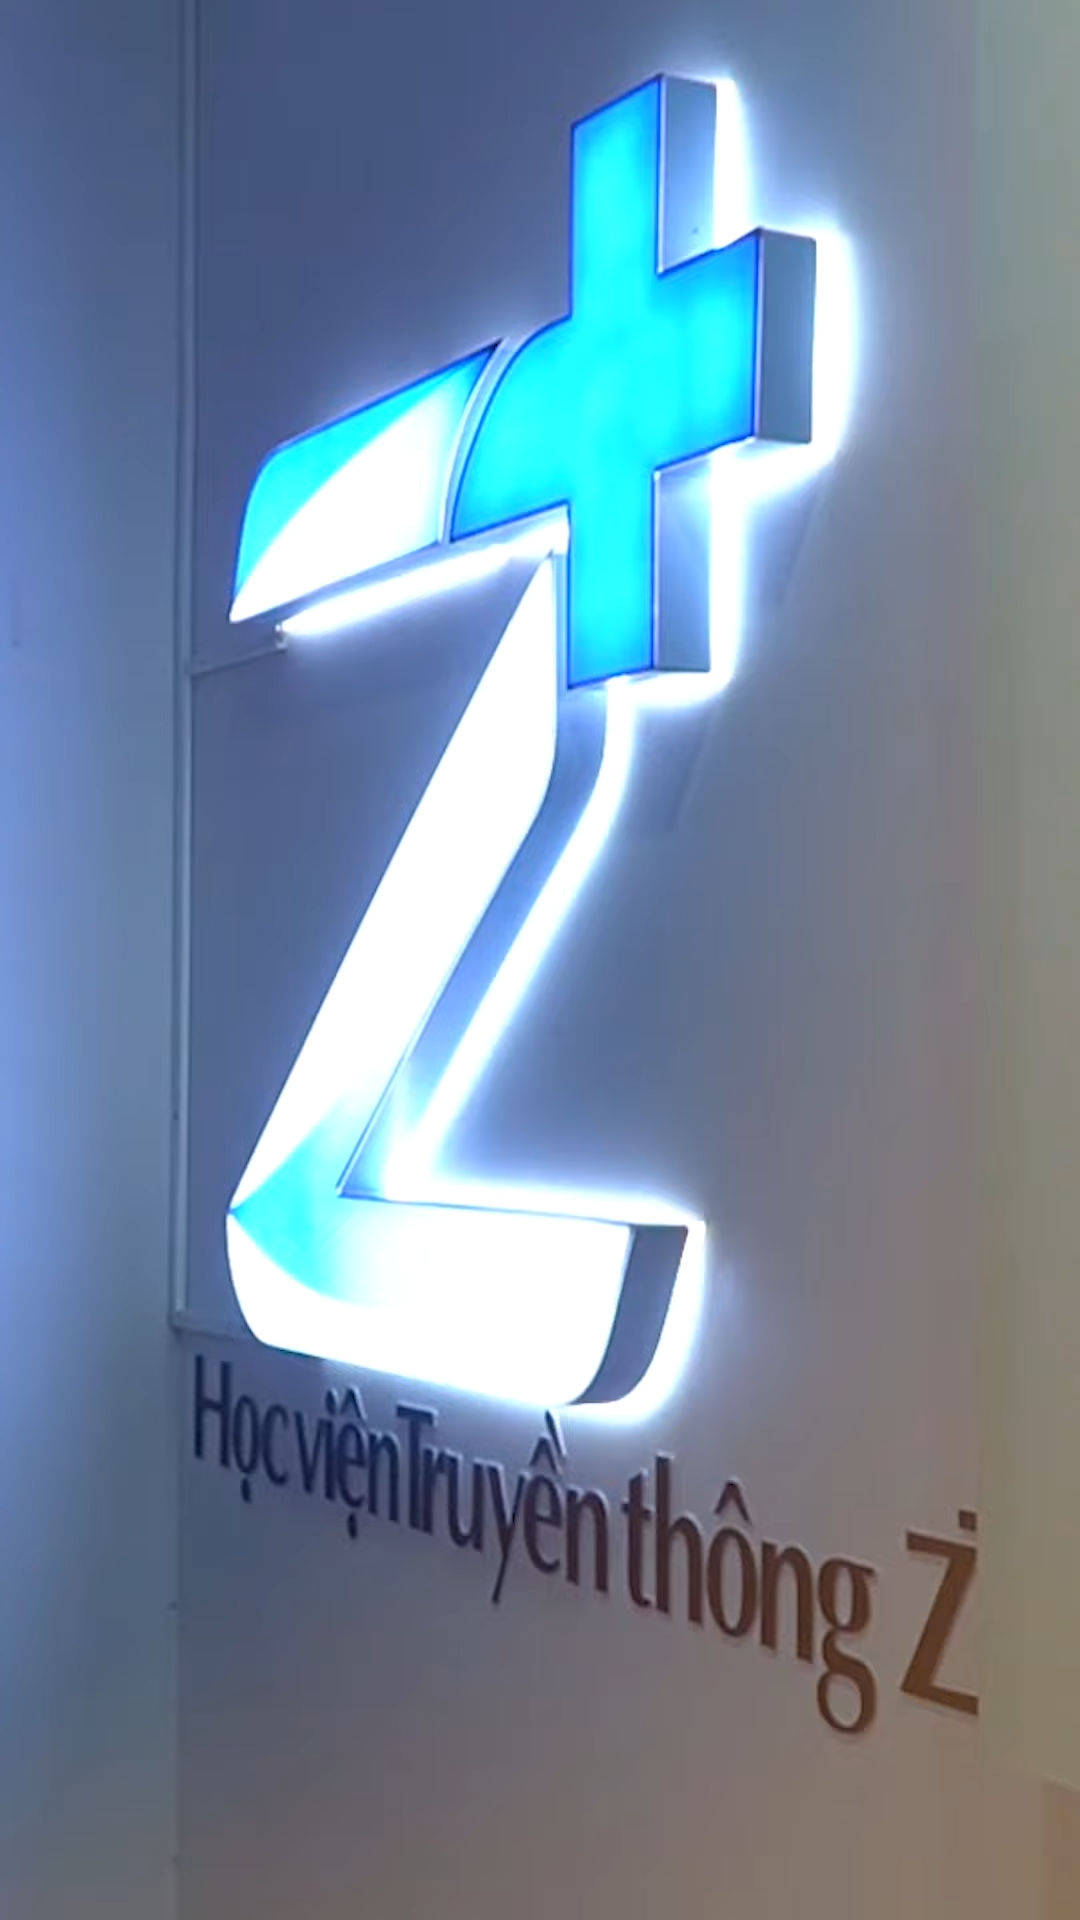 Z+
Học viện Truyền thông Ż